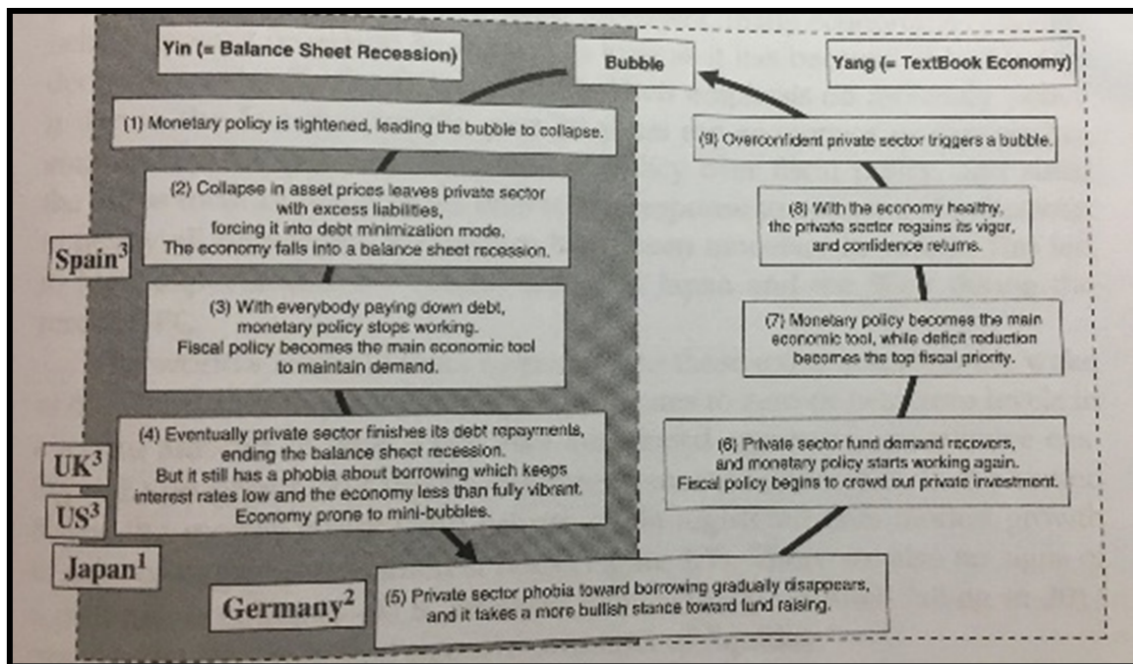 Yin (= Balance Sheet Recession)
Bubble
Yang (= TextBook Economy)
(1) Monetary policy is tightened, leading the bubble to collapse.
(2) Collapse in asset prices leaves private sector
with excess liabilities,
forcing it into debt minimization mode.
The economy falls into a balance sheet recession.
Spain³
(3) With everybody paying down debt,
monetary policy stops working.
Fiscal policy becomes the main economic tool
to maintain demand.
(4) Eventually private sector finishes its debt repayments,
ending the balance sheet recession.
But it still has a phobia about borrowing which keeps
interest rates low and the economy less than fully vibrant.
Economy prone to mini-bubbles.
UK³
US³
Japan¹
Germany²
(5) Private sector phobia toward borrowing gradually disappears,
and it takes a more bullish stance toward fund raising.
(6) Private sector fund demand recovers,
and monetary policy starts working again.
Fiscal policy begins to crowd out private investment.
(7) Monetary policy becomes the main
economic tool, while deficit reduction
becomes the top fiscal priority.
(8) With the economy healthy,
the private sector regains its vigor,
and confidence returns.
(9) Overconfident private sector triggers a bubble.